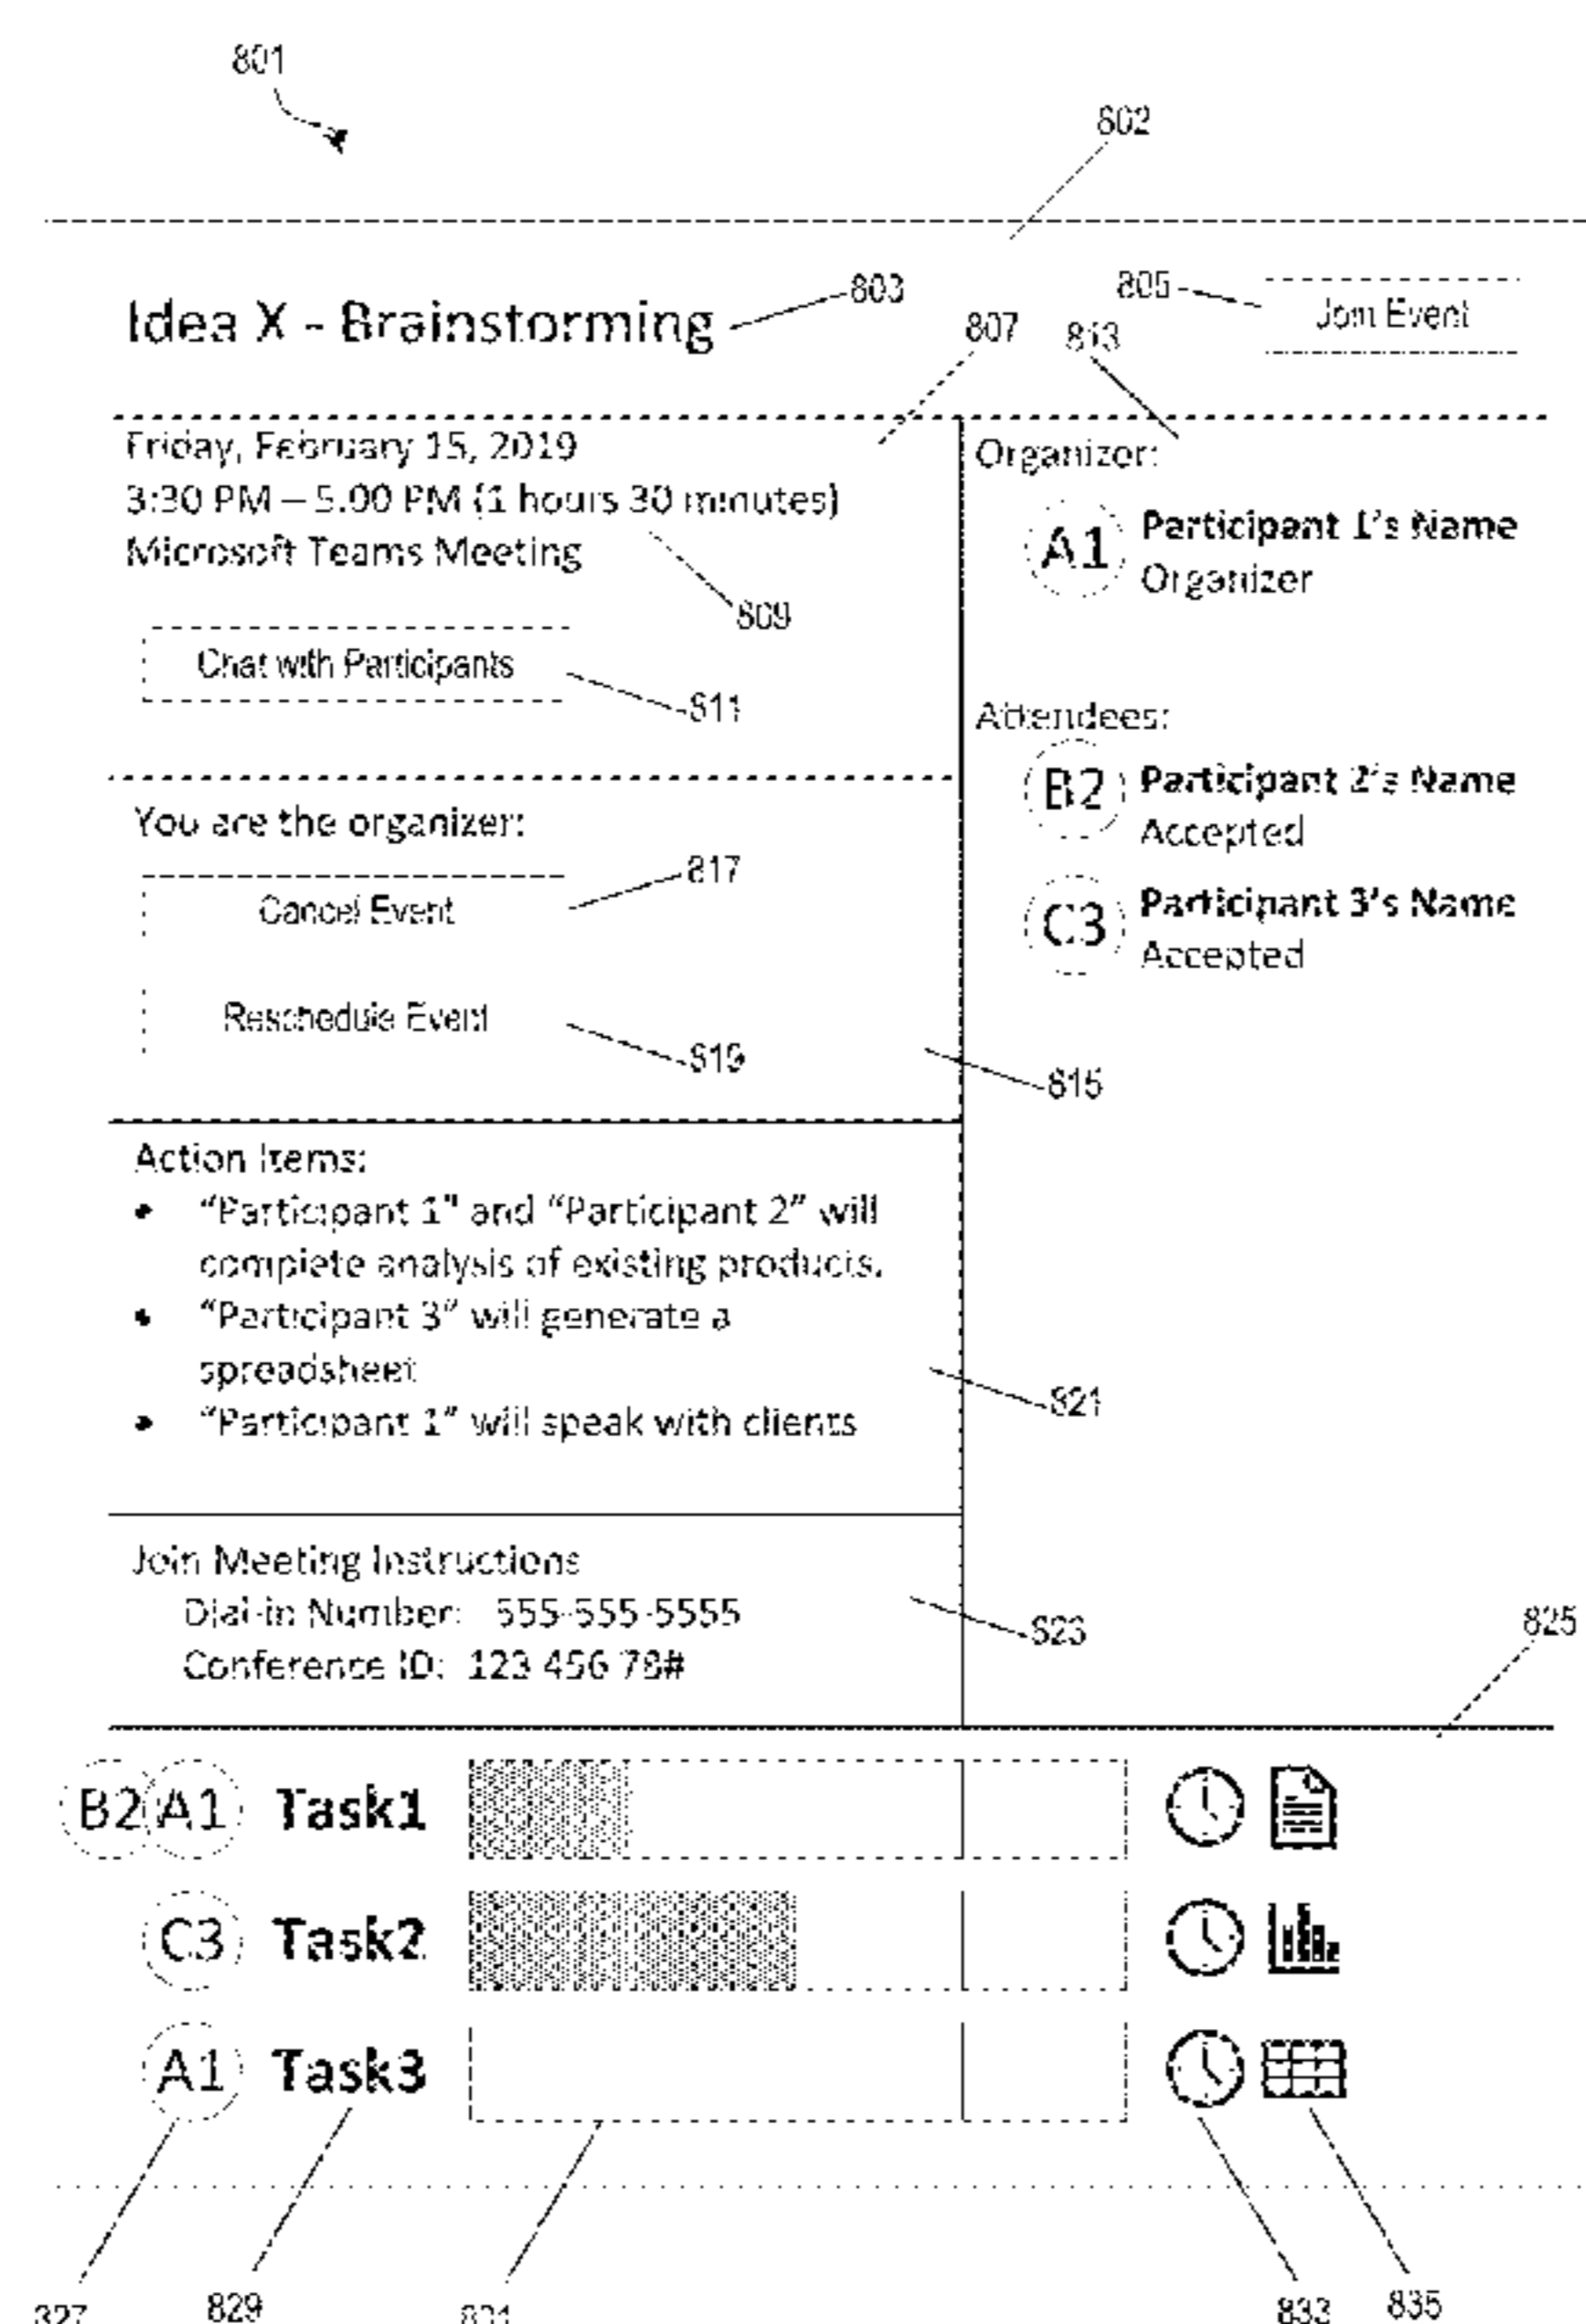 801
802
Idea X - Brainstorming
803
805
Join Event
807
813
Friday, February 15, 2019
3:30 PM – 5:00 PM (1 hours 30 minutes)
Microsoft Teams Meeting
809
Chat with Participants
811
Organizer:
A1
Participant 1's Name
Organizer
Attendees:
B2
Participant 2's Name
Accepted
C3
Participant 3's Name
Accepted
You are the organizer:
817
Cancel Event
Reschedule Event
819
815
Action Items:
• "Participant 1" and "Participant 2" will
complete analysis of existing products.
• "Participant 3" will generate a
spreadsheet
821
• "Participant 1" will speak with clients
Join Meeting Instructions
Dial-in Number: 555-555-5555
823
Conference ID: 123 456 78#
825
B2 A1 Task1
C3 Task2
A1 Task3
827
829
831
833
835